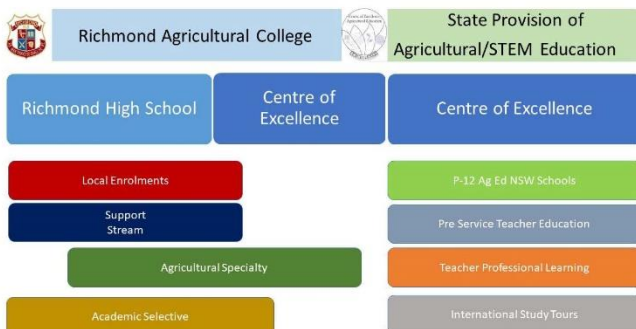 Richmond Agricultural College
State Provision of
Agricultural/STEM Education
Richmond High School
Centre of
Excellence
Centre of Excellence
Local Enrolments
P-12 Ag Ed NSW Schools
Support
Stream
Pre Service Teacher Education
Agricultural Specialty
Teacher Professional Learning
Academic Selective
International Study Tours